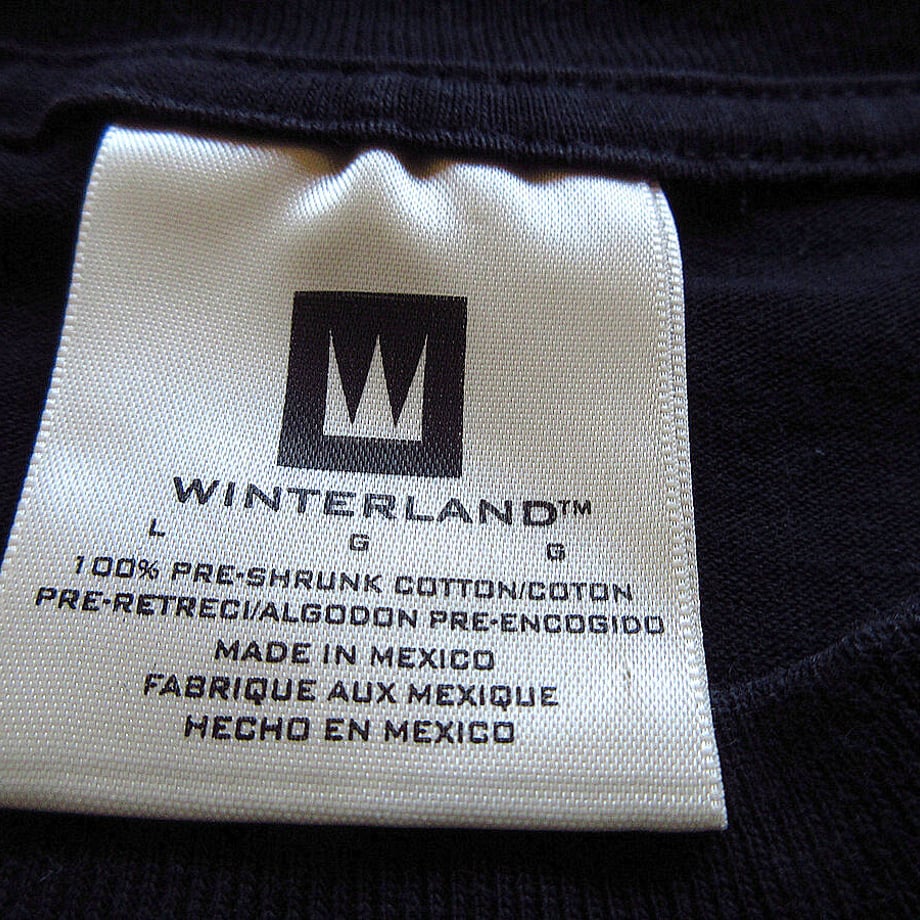 WINTERLAND™
L G G
100% PRE-SHRUNK COTTON/COTON
PRE-RETRECI/ALGODON PRE-ENCOGIDO
MADE IN MEXICO
FABRIQUE AUX MEXIQUE
HECHO EN MEXICO